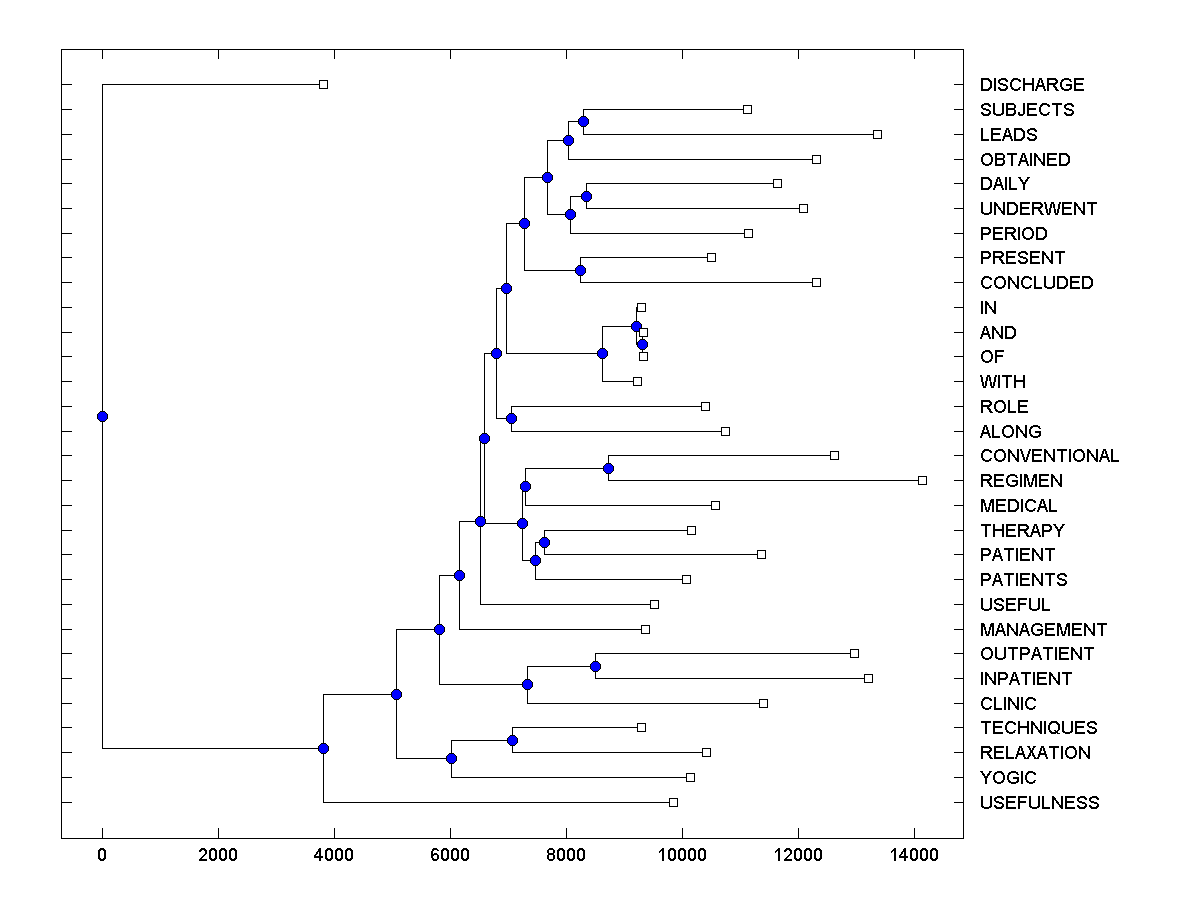 DISCHARGE
SUBJECTS
LEADS
OBTAINED
DAILY
UNDERWENT
PERIOD
PRESENT
CONCLUDED
IN
AND
OF
WITH
ROLE
ALONG
CONVENTIONAL
REGIMEN
MEDICAL
THERAPY
PATIENT
PATIENTS
USEFUL
MANAGEMENT
OUTPATIENT
INPATIENT
CLINIC
TECHNIQUES
RELAXATION
YOGIC
USEFULNESS
0 2000 4000 6000 8000 10000 12000 14000